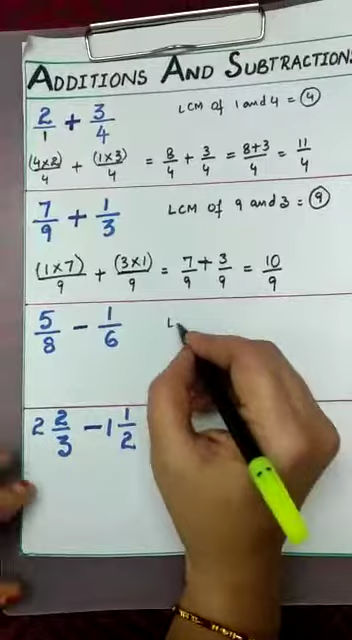 ADDITIONS AND SUBTRACTION
2/1 + 3/4 LCM of 1 and 4 = 4
(4×2)/4 + (1×3)/4 = 8/4 + 3/4 = 8+3/4 = 11/4
7/9 + 1/3 LCM of 9 and 3 = 9
(1×7)/9 + (3×1)/9 = 7/9 + 3/9 = 10/9
5/8 - 1/6 L
2 2/3 - 1 1/2